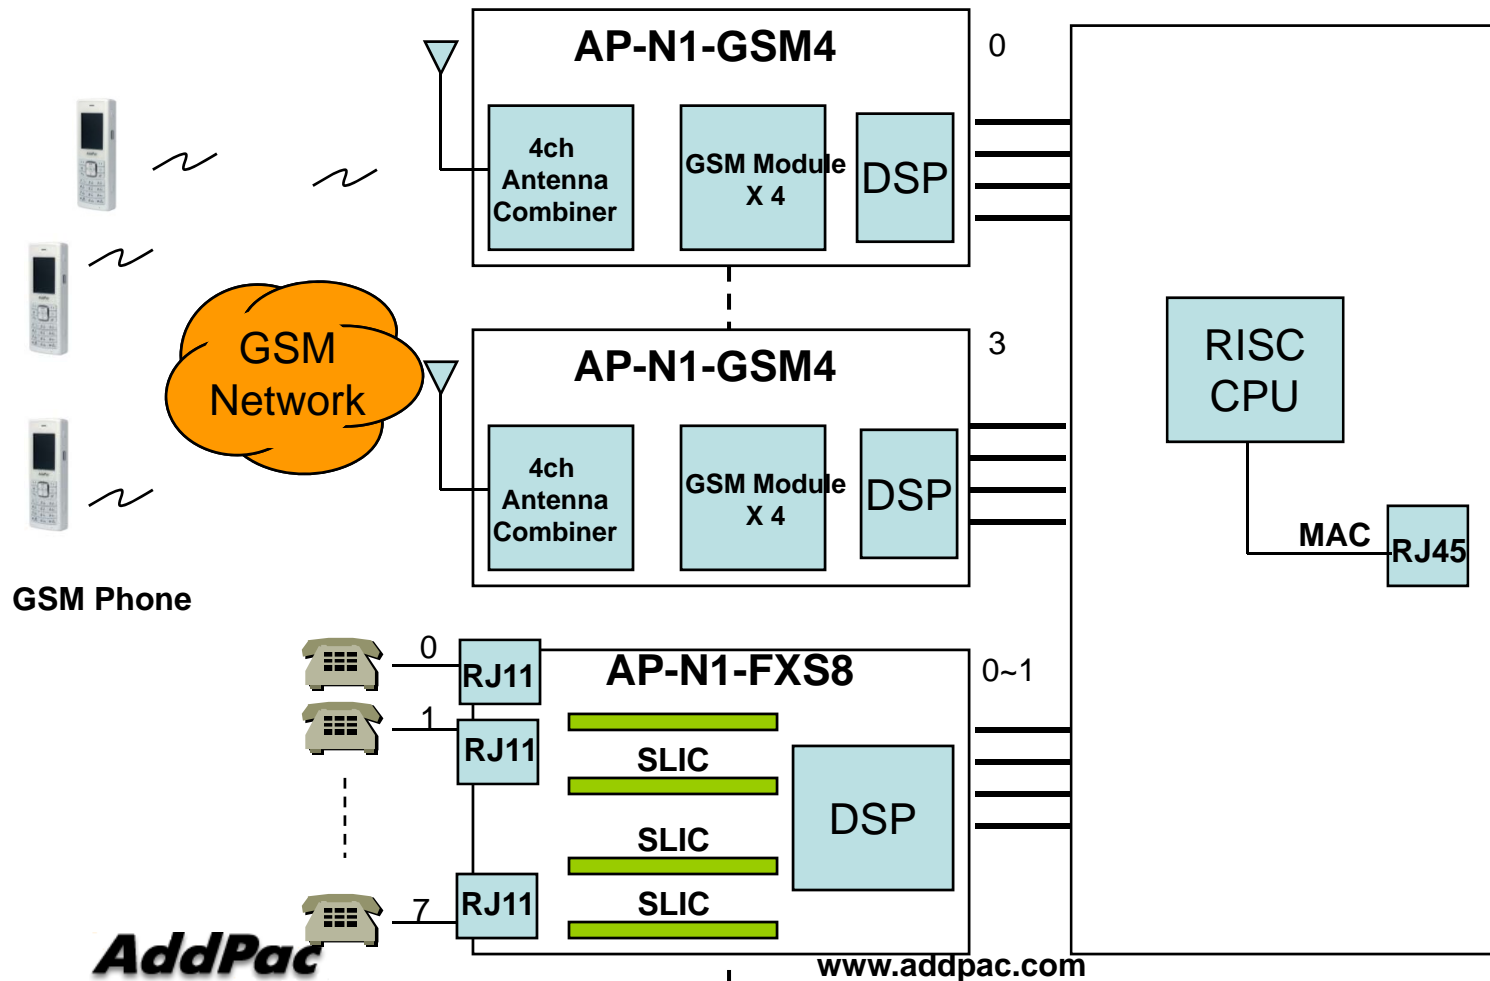 AP-N1-GSM4
0
4ch
Antenna
Combiner
GSM Module
X 4
DSP
GSM
Network
AP-N1-GSM4
3
4ch
Antenna
Combiner
GSM Module
X 4
DSP
RISC
CPU
MAC
RJ45
GSM Phone
0
RJ11
AP-N1-FXS8
0~1
1
RJ11
SLIC
DSP
SLIC
7
RJ11
SLIC
AddPac
www.addpac.com